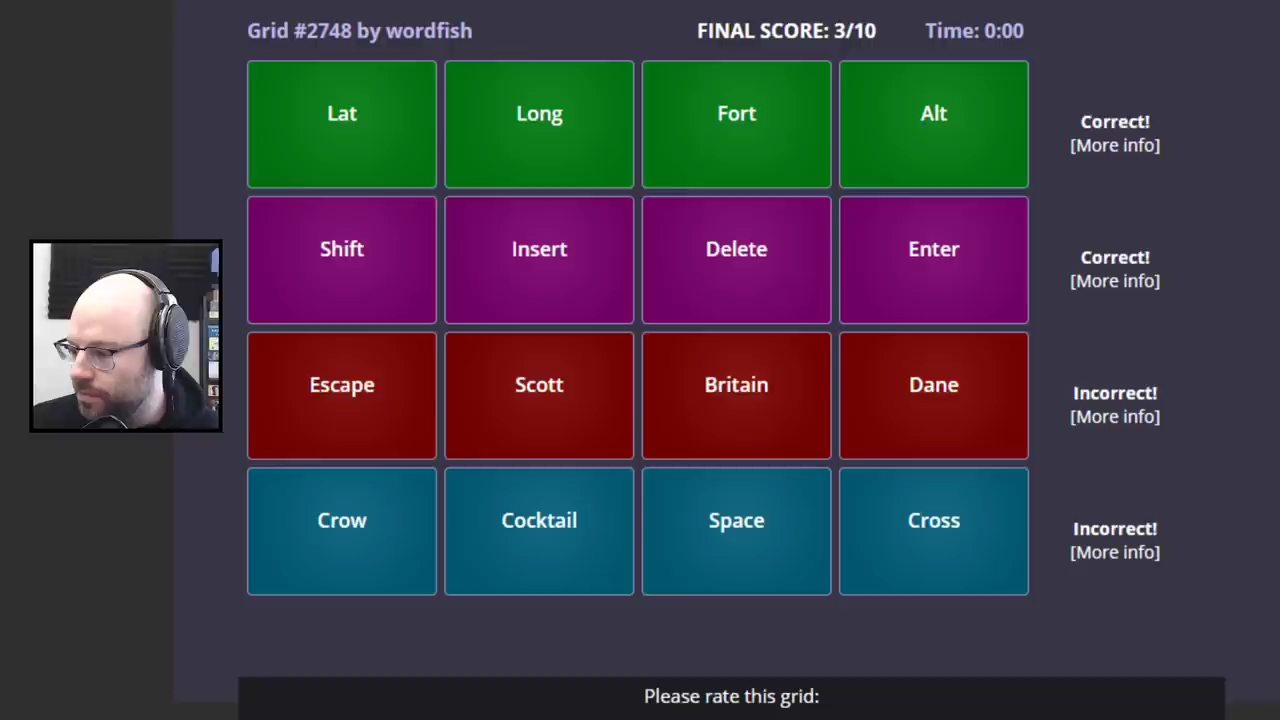 Grid #2748 by wordfish FINAL SCORE: 3/10 Time: 0:00
Lat Long Fort Alt Correct!
[More info]
Shift Insert Delete Enter Correct!
[More info]
Escape Scott Britain Dane Incorrect!
[More info]
Crow Cocktail Space Cross Incorrect!
[More info]
Please rate this grid: